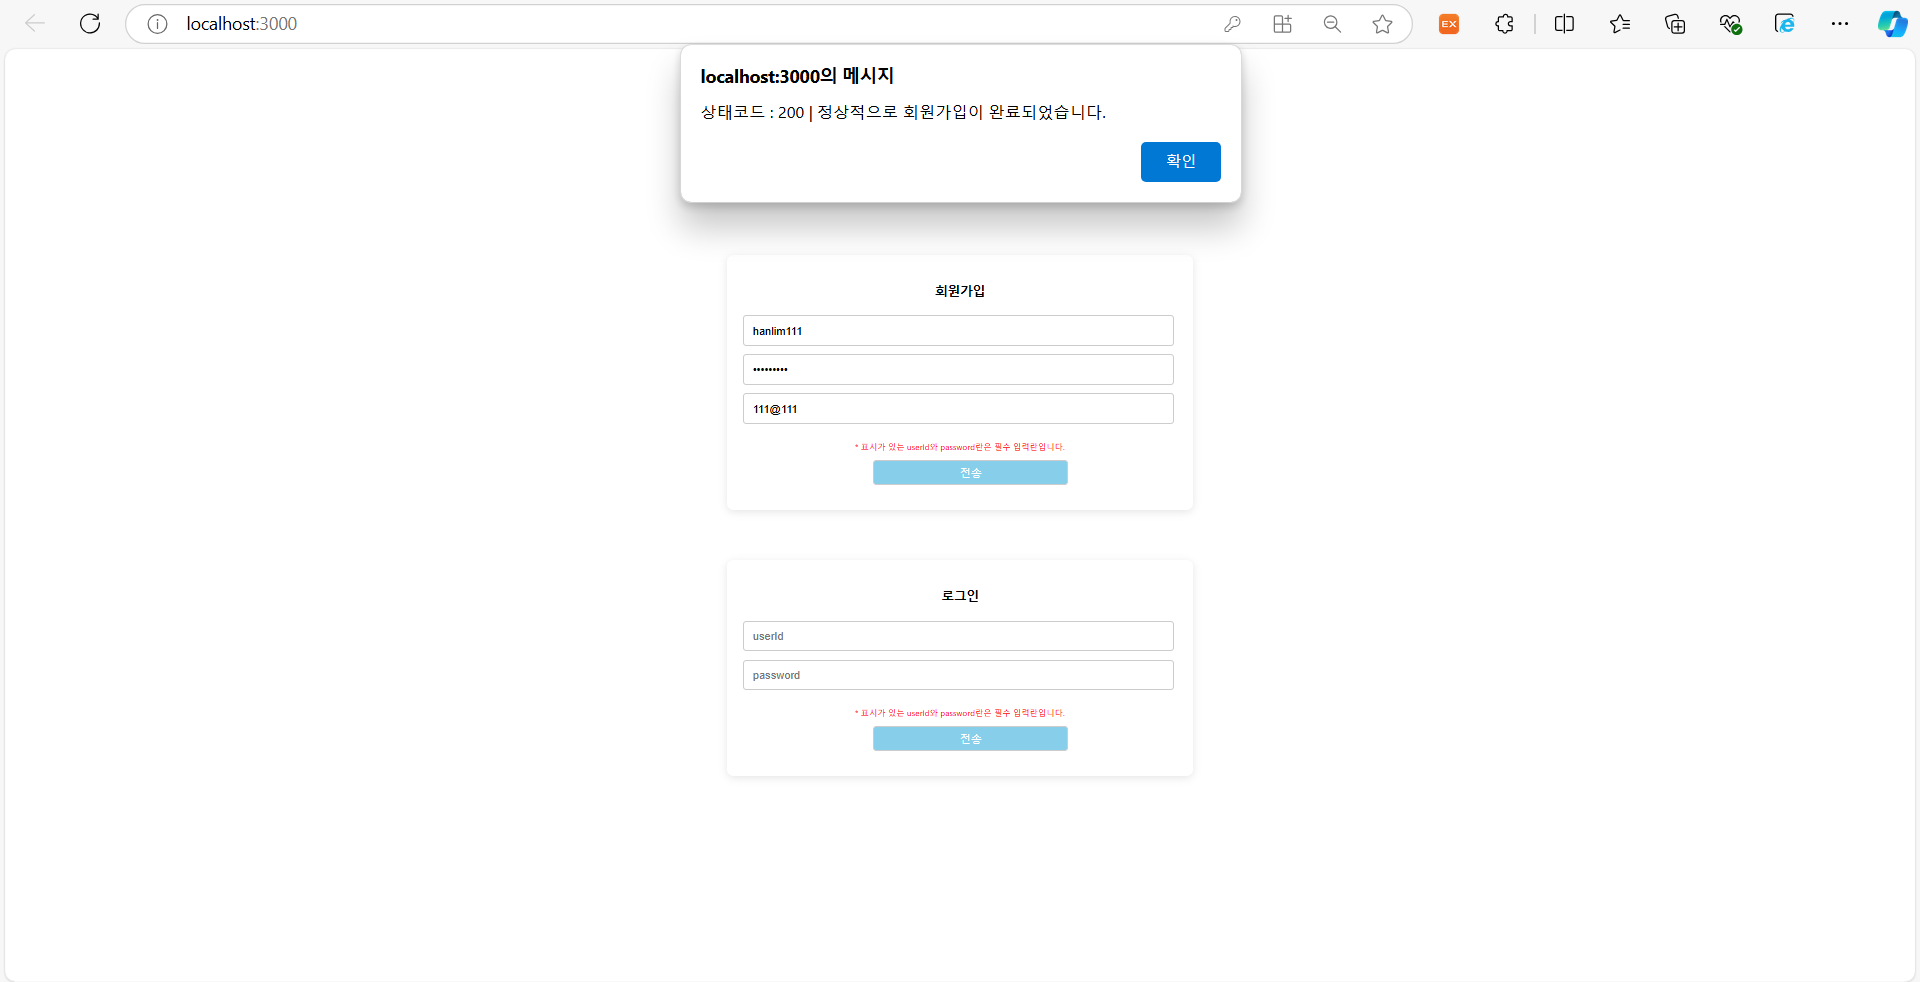 localhost:3000
EX
localhost:3000의 메시지
상태코드 : 200 | 정상적으로 회원가입이 완료되었습니다.
확인
회원가입
hanlim111
•••••••••
111@111
* 표시가 있는 userId와 password란은 필수 입력란입니다.
전송
로그인
userId
password
* 표시가 있는 userId와 password란은 필수 입력란입니다.
전송